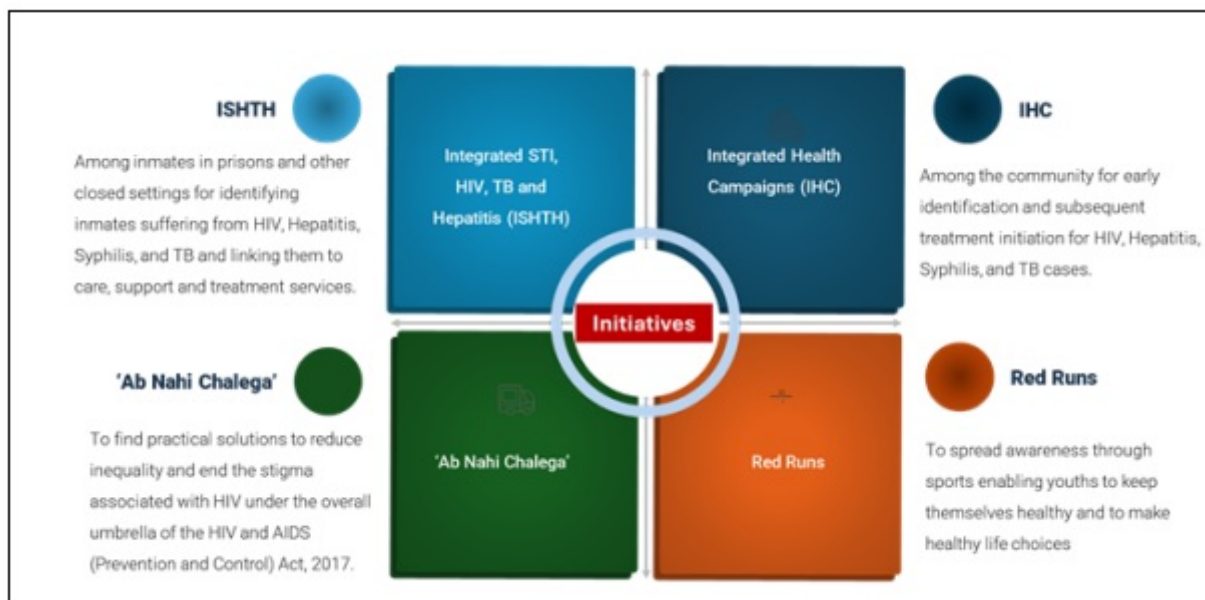 ISHTH
Among inmates in prisons and other
closed settings for identifying
inmates suffering from HIV, Hepatitis,
Syphilis, and TB and linking them to
care, support and treatment services.
Integrated STI,
HIV, TB and
Hepatitis (ISHTH)
Integrated Health
Campaigns (IHC)
IHC
Among the community for early
identification and subsequent
treatment initiation for HIV, Hepatitis,
Syphilis, and TB cases.
Initiatives
'Ab Nahi Chalega'
To find practical solutions to reduce
inequality and end the stigma
associated with HIV under the overall
umbrella of the HIV and AIDS
(Prevention and Control) Act, 2017.
'Ab Nahi Chalega'
Red Runs
Red Runs
To spread awareness through
sports enabling youths to keep
themselves healthy and to make
healthy life choices